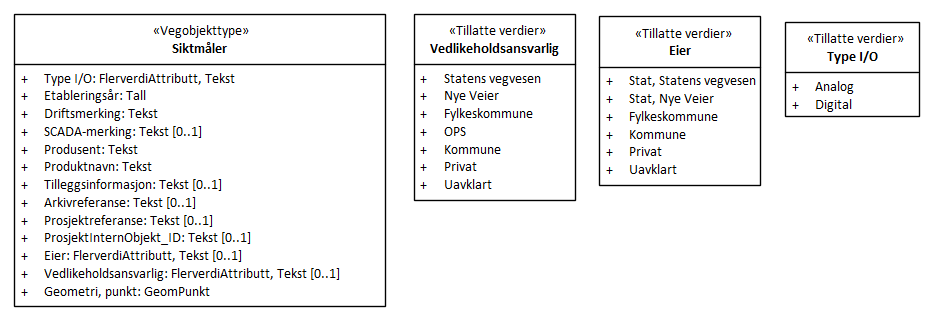 «Vegobjekttype»
Siktmåler
+ Type I/O: FlerverdiAttributt, Tekst
+ Etableringsår: Tall
+ Driftsmerking: Tekst
+ SCADA-merking: Tekst [0..1]
+ Produsent: Tekst
+ Produktnavn: Tekst
+ Tilleggsinformasjon: Tekst [0..1]
+ Arkivreferanse: Tekst [0..1]
+ Prosjektreferanse: Tekst [0..1]
+ ProsjektInternObjekt_ID: Tekst [0..1]
+ Eier: FlerverdiAttributt, Tekst [0..1]
+ Vedlikeholdsansvarlig: FlerverdiAttributt, Tekst [0..1]
+ Geometri, punkt: GeomPunkt
«Tillatte verdier»
Vedlikeholdsansvarlig
+ Statens vegvesen
+ Nye Veier
+ Fylkeskommune
+ OPS
+ Kommune
+ Privat
+ Uavklart
«Tillatte verdier»
Eier
+ Stat, Statens vegvesen
+ Stat, Nye Veier
+ Fylkeskommune
+ Kommune
+ Privat
+ Uavklart
«Tillatte verdier»
Type I/O
+ Analog
+ Digital